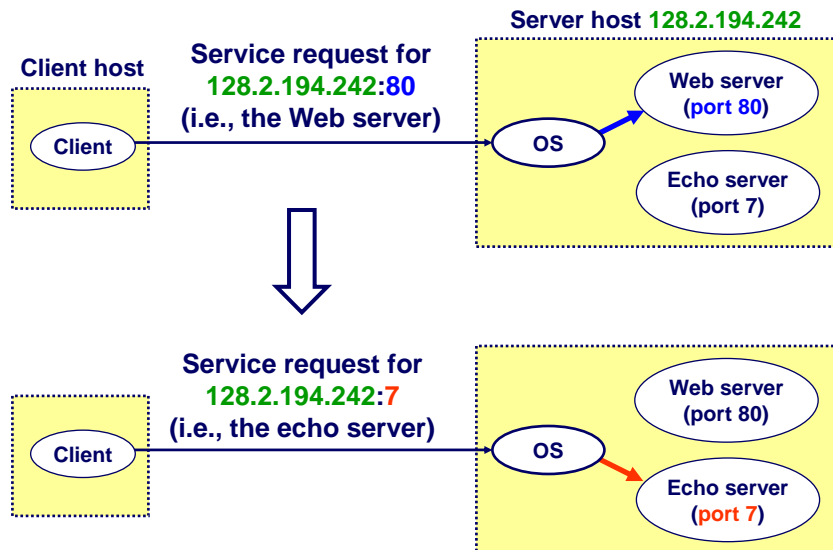 Server host 128.2.194.242
Client host
Service request for
128.2.194.242:80
(i.e., the Web server)
Client
OS
Web server
(port 80)
Echo server
(port 7)
Service request for
128.2.194.242:7
(i.e., the echo server)
Client
OS
Web server
(port 80)
Echo server
(port 7)